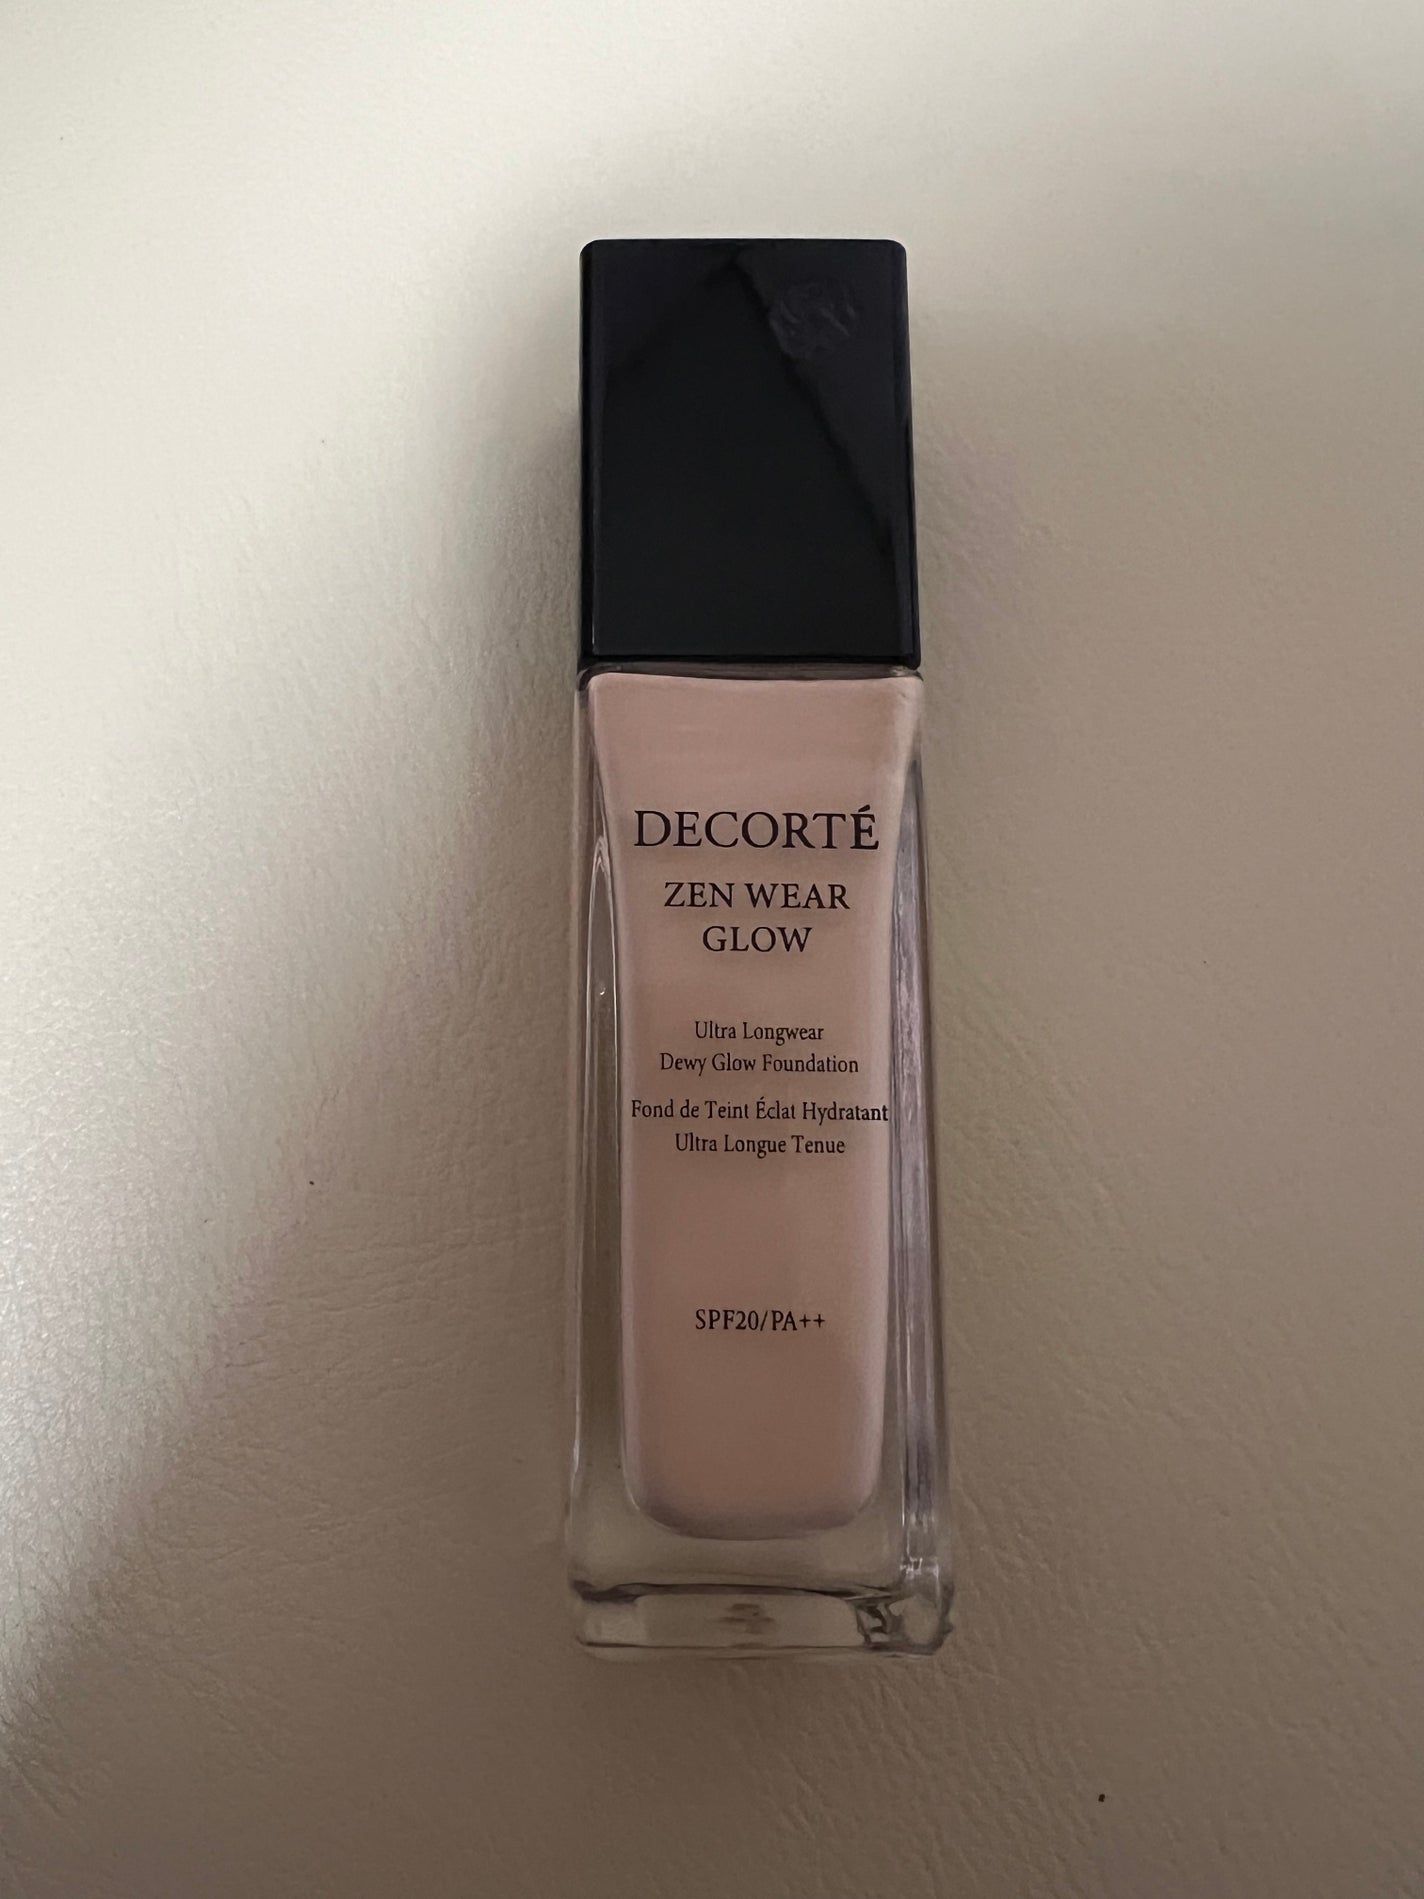 DECORTÉ
ZEN WEAR
GLOW
Ultra Longwear
Dewy Glow Foundation
Fond de Teint Éclat Hydratant
Ultra Longue Tenue
SPF20/PA++